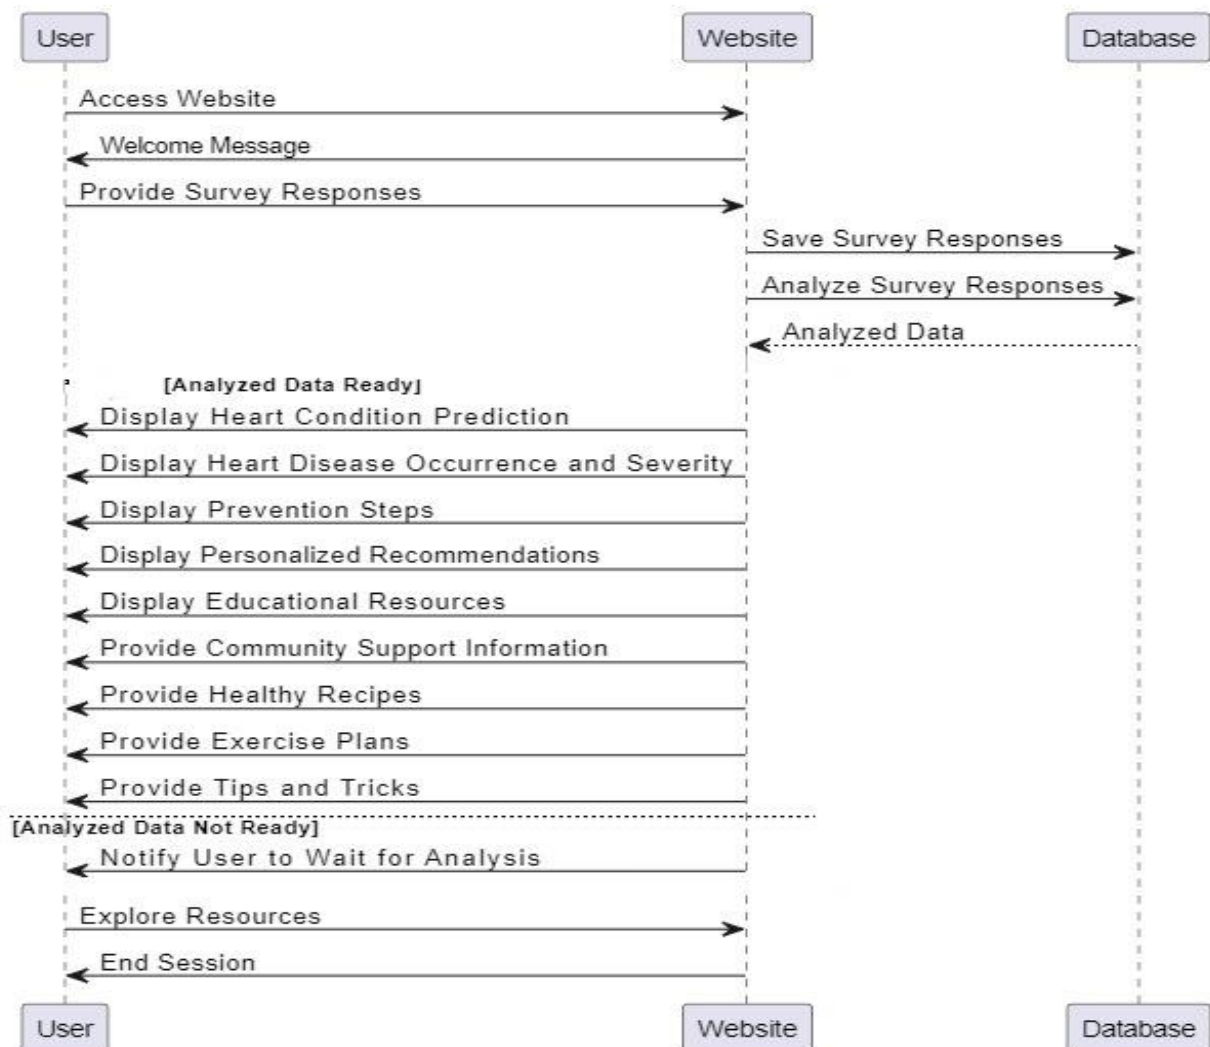 User Website Database
Access Website
Welcome Message
Provide Survey Responses
Save Survey Responses
Analyze Survey Responses
Analyzed Data
[Analyzed Data Ready]
Display Heart Condition Prediction
Display Heart Disease Occurrence and Severity
Display Prevention Steps
Display Personalized Recommendations
Display Educational Resources
Provide Community Support Information
Provide Healthy Recipes
Provide Exercise Plans
Provide Tips and Tricks
[Analyzed Data Not Ready]
Notify User to Wait for Analysis
Explore Resources
End Session
User Website Database